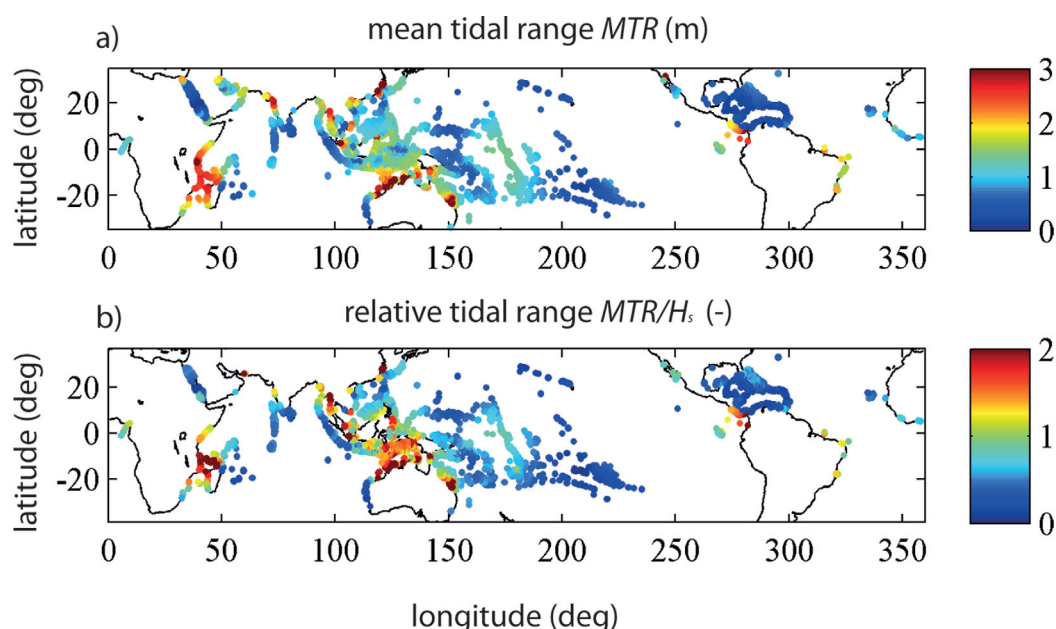 a) mean tidal range MTR (m)
latitude (deg)
20
0
-20
0 50 100 150 200 250 300 350
3
2
1
0
b) relative tidal range MTR/Hₛ (-)
latitude (deg)
20
0
-20
0 50 100 150 200 250 300 350
2
1
0
longitude (deg)